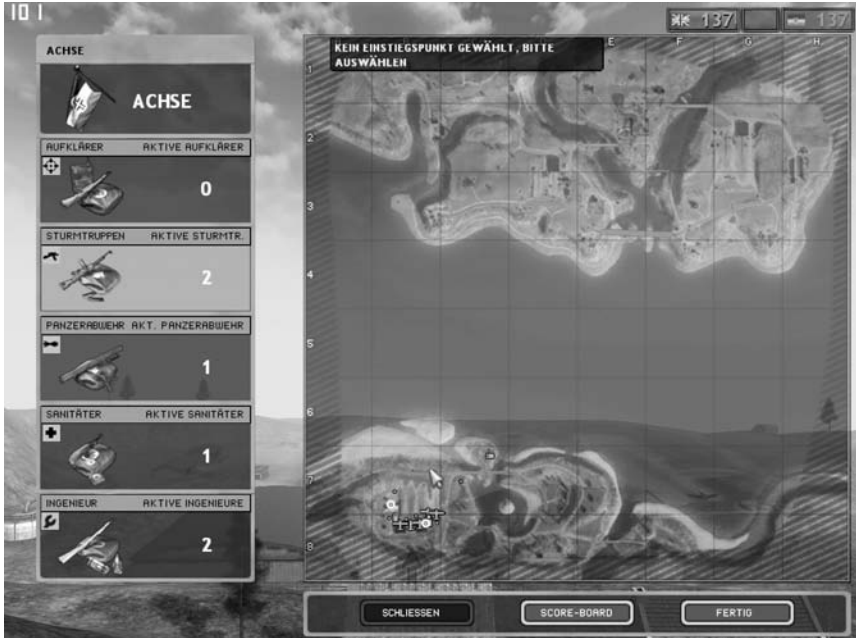 101
137
137
ACHSE
ACHSE
AUFKLÄRER AKTIVE AUFKLÄRER
0
STURMTRUPPEN AKTIVE STURMTR.
2
PANZERABWEHR AKT. PANZERABWEHR
1
SANITÄTER AKTIVE SANITÄTER
1
INGENIEUR AKTIVE INGENIEURE
2
KEIN EINSTIEGSPUNKT GEWÄHLT, BITTE
AUSWÄHLEN
E F G H
1
2
3
4
5
6
7
8
SCHLIESSEN SCORE-BOARD FERTIG